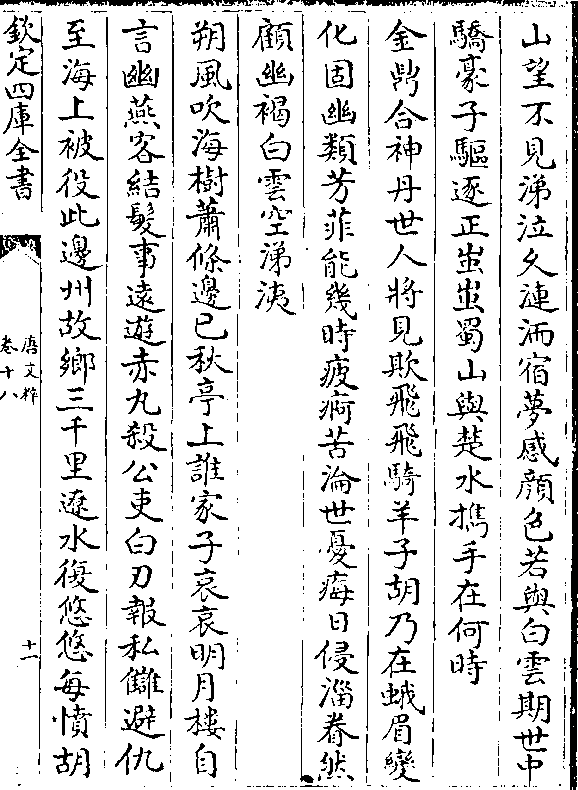 山望不見涕泣久漣洏宿夢感顔色若與白雲期世中
驕豪子驅逐正蚩蚩蜀山與楚水擕手在何時
金鼎合神丹世人將見欺飛飛騎羊子胡乃在蛾眉變
化固幽類芳菲能幾時疲痾苦淪世憂痗日侵淄眷然
顧幽褐白雲空涕洟
朔風吹海樹蕭條邊已秋亭上誰家子哀哀明月樓自
言幽燕客結髮事遠遊赤丸殺公吏白刃報私讎避仇
至海上被役此邊州故鄉三千里遼水復悠悠每憤胡
欽定四庫全書
唐文粹
卷十八
十一